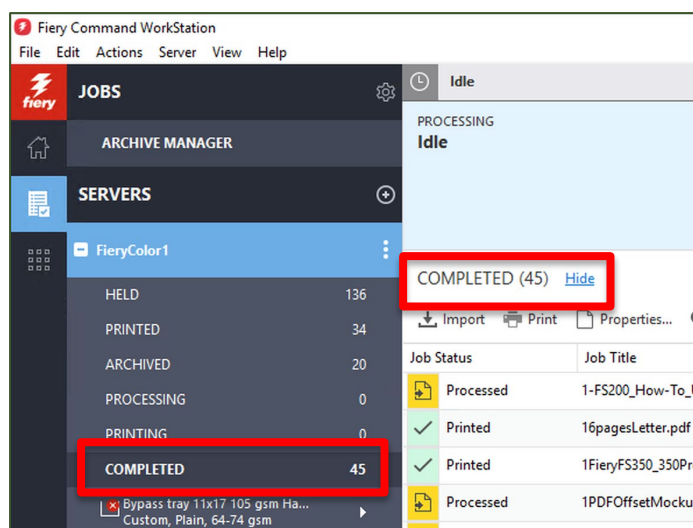 Fiery Command WorkStation
File Edit Actions Server View Help
fiery
JOBS
ARCHIVE MANAGER
SERVERS
FieryColor1
HELD 136
PRINTED 34
ARCHIVED 20
PROCESSING 0
PRINTING 0
COMPLETED 45
Bypass tray 11x17 105 gsm Ha...
Custom, Plain, 64-74 gsm
Idle
PROCESSING
Idle
COMPLETED (45) Hide
Import Print Properties...
Job Status Job Title
Processed 1-FS200_How-To_
Printed 16pagesLetter.pdf
Printed 1FieryFS350_350Pr
Processed 1PDFOffsetMocku